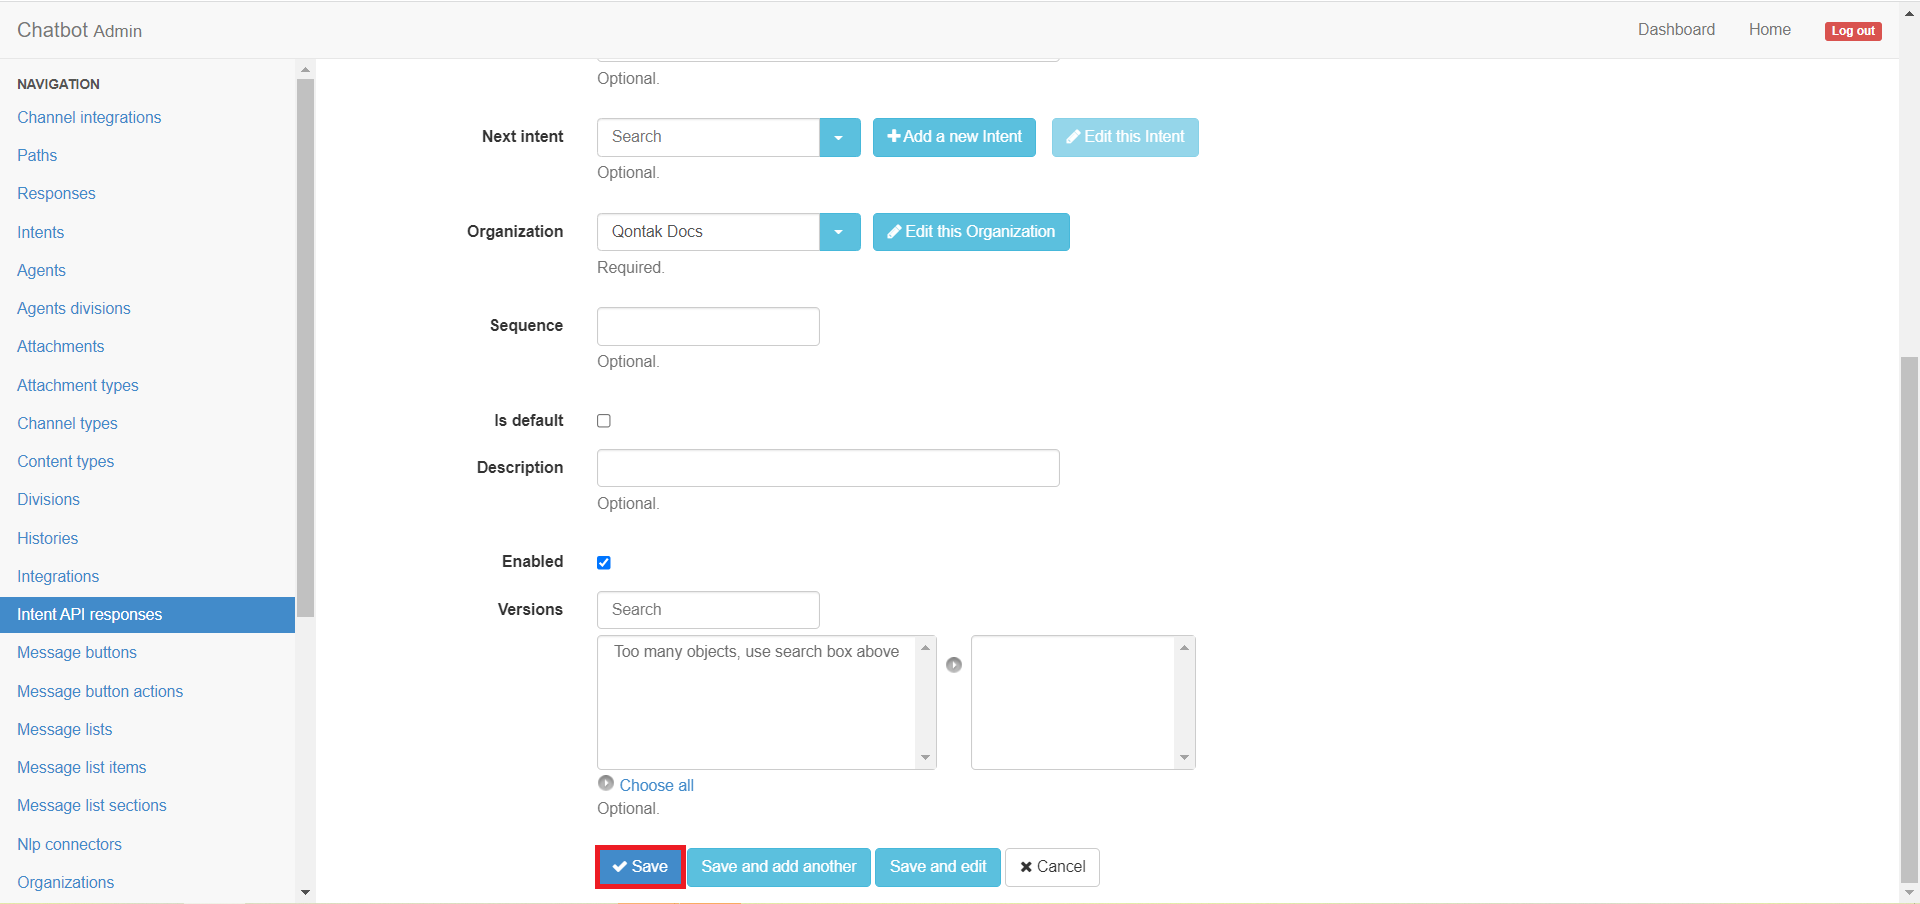 Chatbot Admin
Dashboard Home Log out
NAVIGATION
Channel integrations
Paths
Responses
Intents
Agents
Agents divisions
Attachments
Attachment types
Channel types
Content types
Divisions
Histories
Integrations
Intent API responses
Message buttons
Message button actions
Message lists
Message list items
Message list sections
Nlp connectors
Organizations
Optional.
Next intent Search Add a new Intent Edit this Intent
Optional.
Organization Qontak Docs Edit this Organization
Required.
Sequence
Optional.
Is default
Description
Optional.
Enabled
Versions Search
Too many objects, use search box above
Choose all
Optional.
Save Save and add another Save and edit Cancel